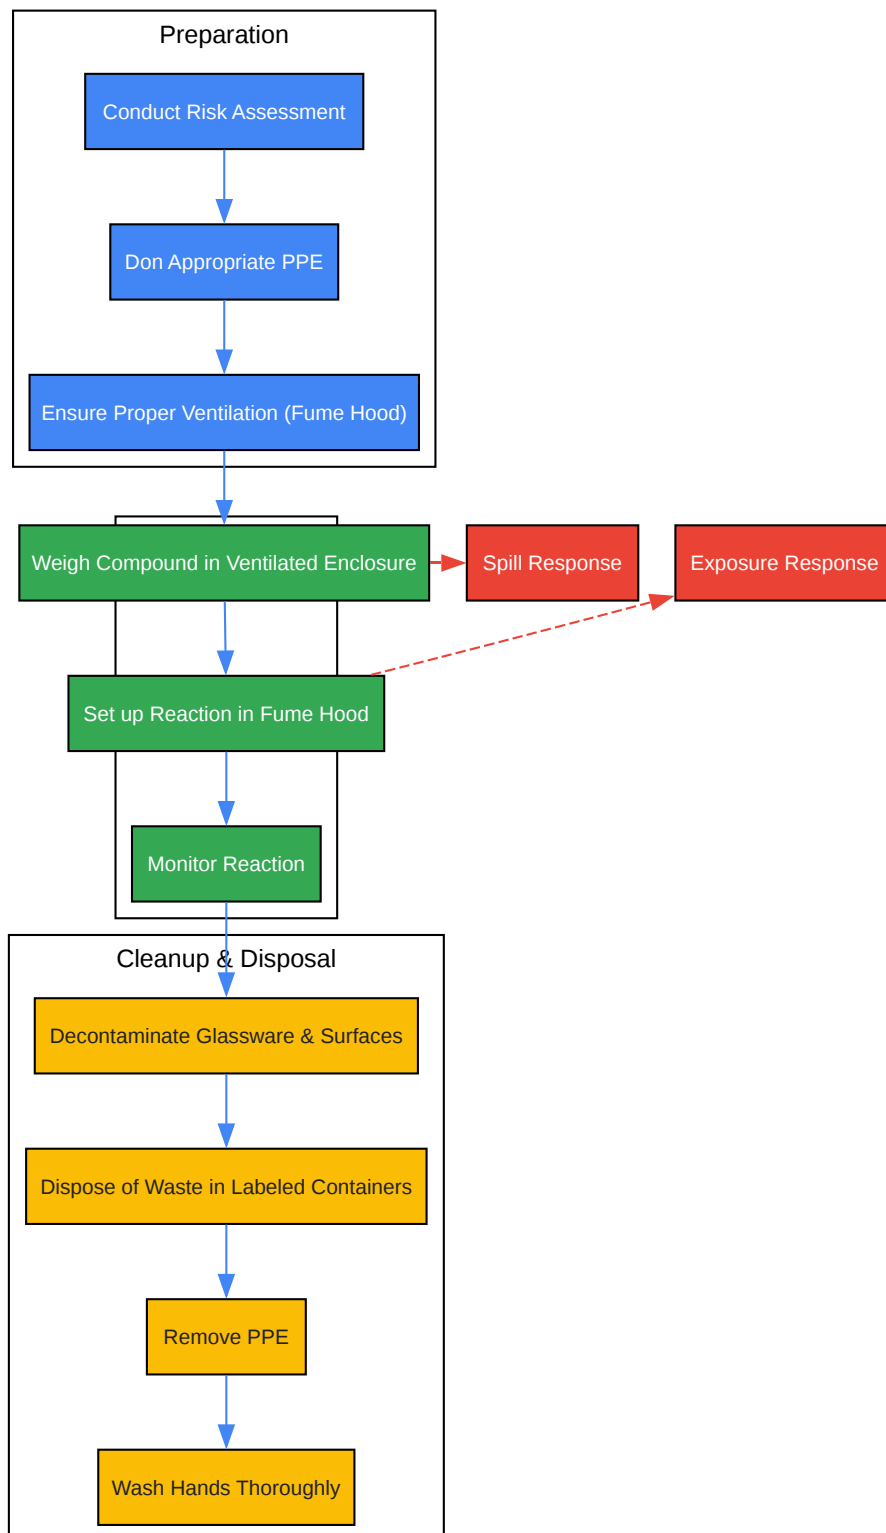 Preparation
Conduct Risk Assessment
Don Appropriate PPE
Ensure Proper Ventilation (Fume Hood)
Weigh Compound in Ventilated Enclosure
Spill Response
Exposure Response
Set up Reaction in Fume Hood
Monitor Reaction
Cleanup & Disposal
Decontaminate Glassware & Surfaces
Dispose of Waste in Labeled Containers
Remove PPE
Wash Hands Thoroughly